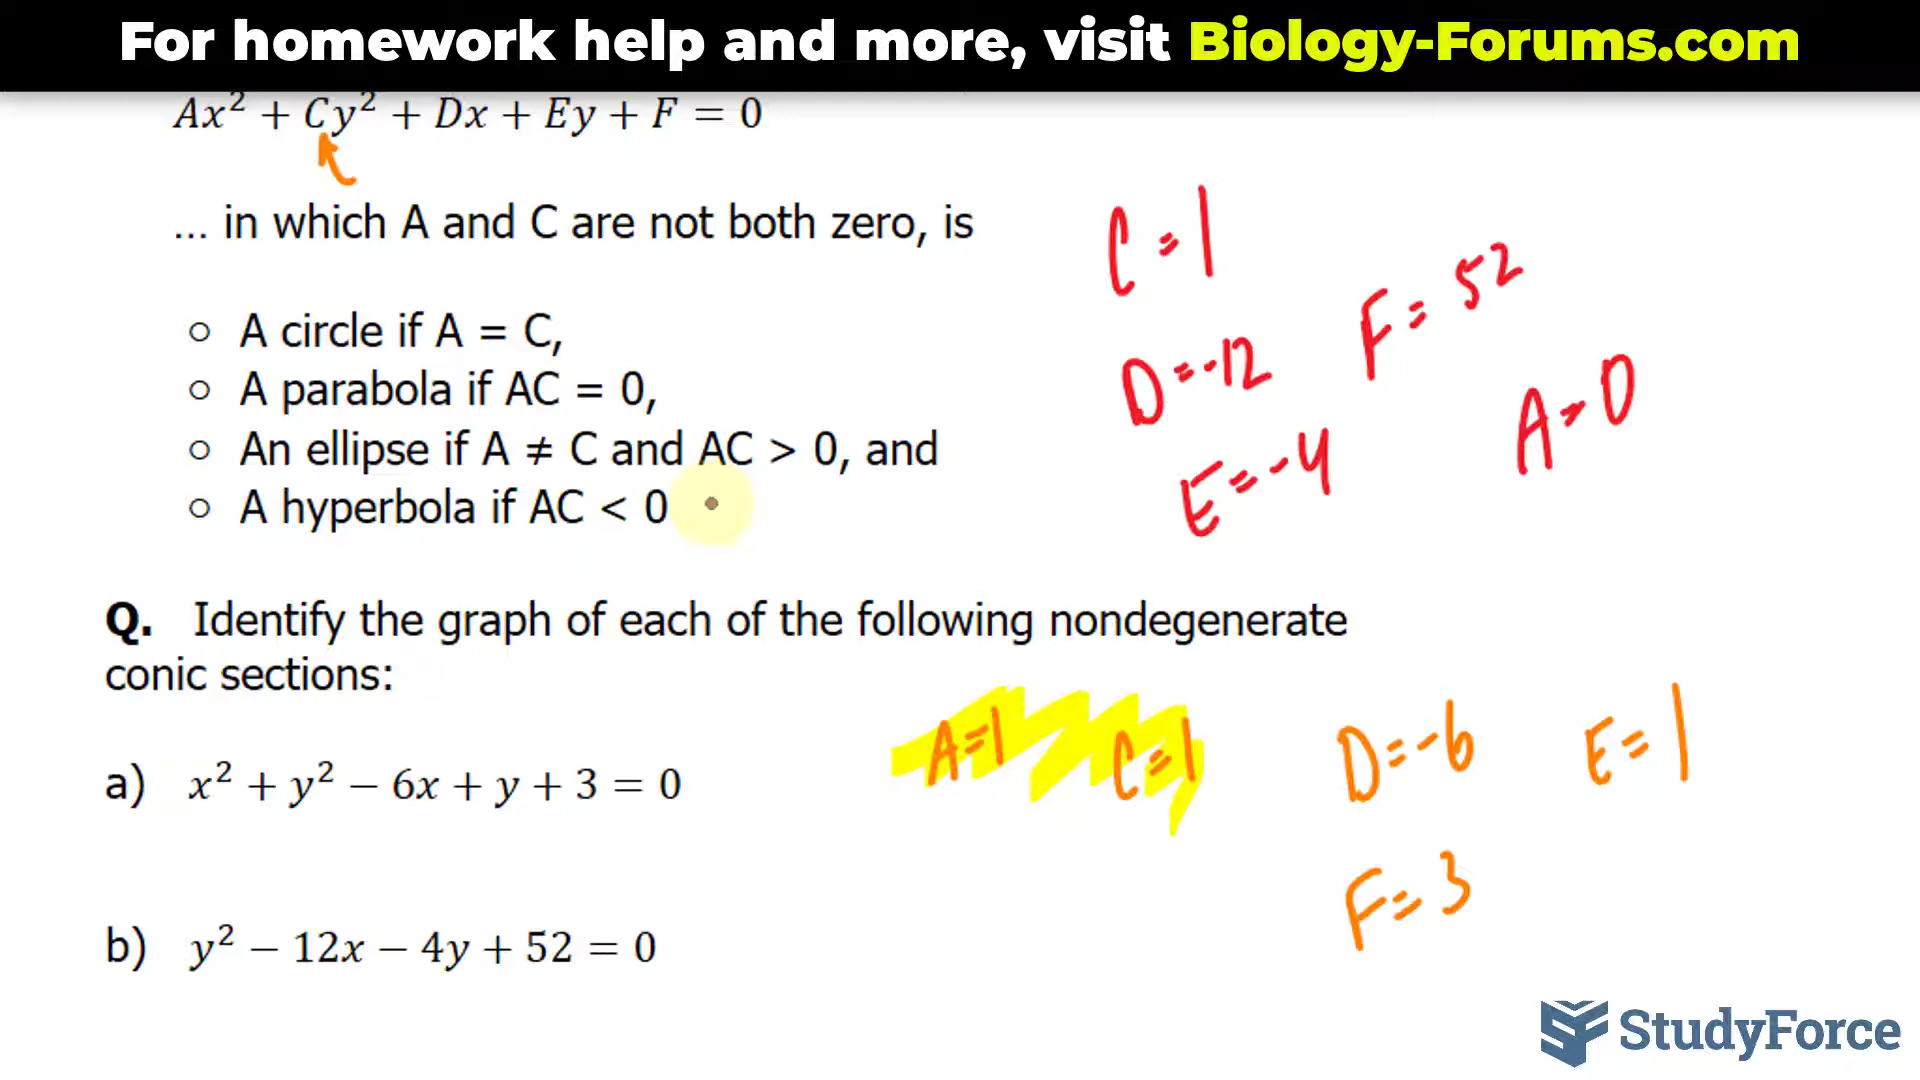 For homework help and more, visit Biology-Forums.com
Ax² + Cy² + Dx + Ey + F = 0
... in which A and C are not both zero, is
○ A circle if A = C,
○ A parabola if AC = 0,
○ An ellipse if A ≠ C and AC > 0, and
○ A hyperbola if AC < 0
C = 1
F = 52
D = -12
A = 0
E = -4
Q. Identify the graph of each of the following nondegenerate
conic sections:
a) x² + y² − 6x + y + 3 = 0
A = 1 C = 1 D = -6 E = 1
F = 3
b) y² − 12x − 4y + 52 = 0
StudyForce